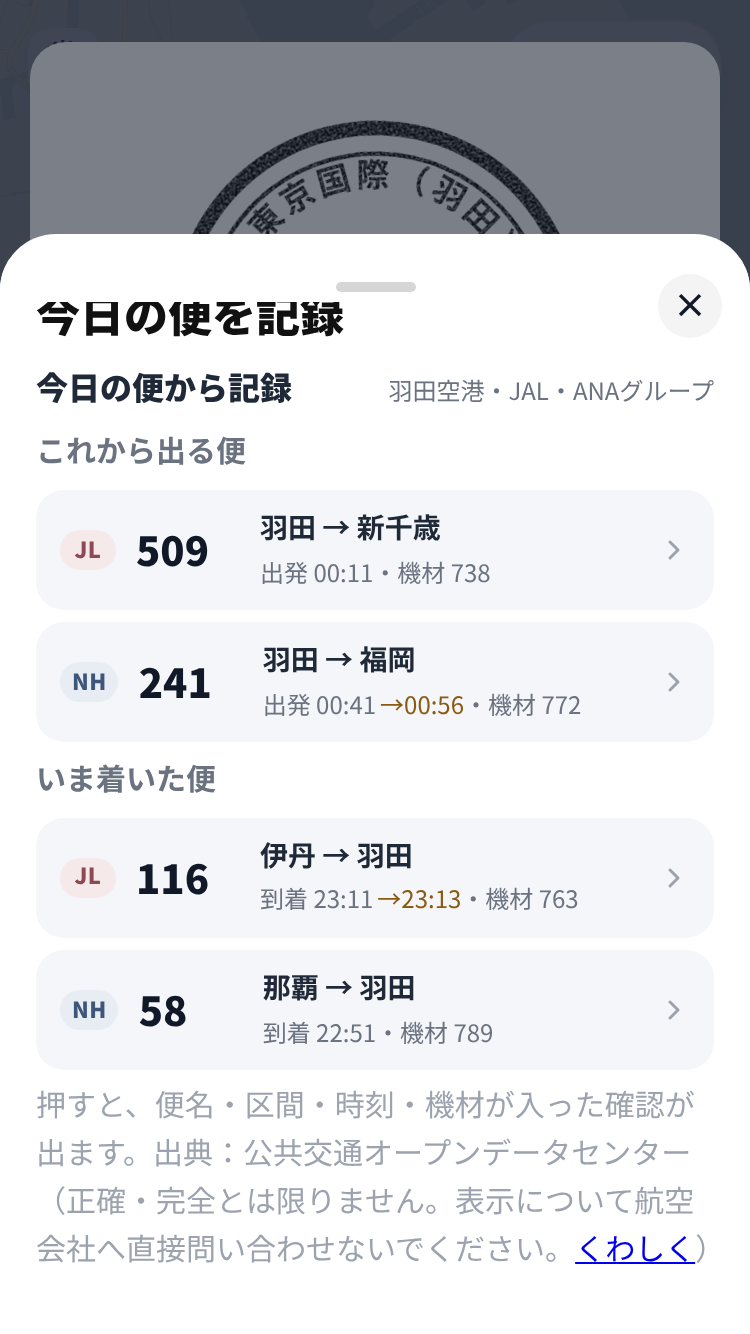 東京国際（羽田）
今日の便を記録
今日の便から記録
羽田空港・JAL・ANAグループ
これから出る便
JL 509 羽田 → 新千歳
出発 00:11・機材 738
NH 241 羽田 → 福岡
出発 00:41→00:56・機材 772
いま着いた便
JL 116 伊丹 → 羽田
到着 23:11→23:13・機材 763
NH 58 那覇 → 羽田
到着 22:51・機材 789
押すと、便名・区間・時刻・機材が入った確認が
出ます。出典：公共交通オープンデータセンター
（正確・完全とは限りません。表示について航空
会社へ直接問い合わせないでください。くわしく）